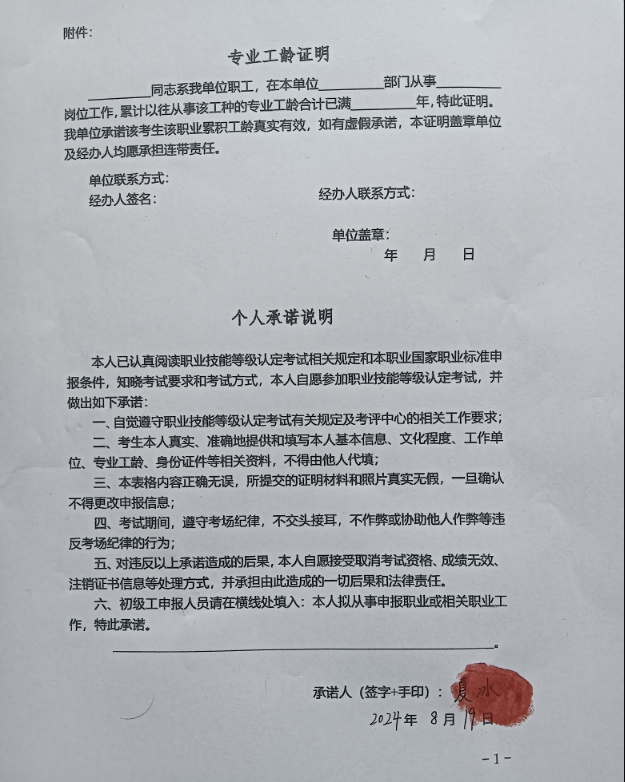 附件：
专业工龄证明
________同志系我单位职工，在本单位________部门从事________
岗位工作，累计以往从事该工种的专业工龄合计已满________年，特此证明。
我单位承诺该考生该职业累积工龄真实有效，如有虚假承诺，本证明盖章单位
及经办人均愿承担连带责任。
单位联系方式：
经办人签名： 经办人联系方式：
单位盖章：
年 月 日
个人承诺说明
本人已认真阅读职业技能等级认定考试相关规定和本职业国家职业标准申
报条件，知晓考试要求和考试方式，本人自愿参加职业技能等级认定考试，并
做出如下承诺：
一、自觉遵守职业技能等级认定考试有关规定及考评中心的相关工作要求；
二、考生本人真实、准确地提供和填写本人基本信息、文化程度、工作单
位、专业工龄、身份证件等相关资料，不得由他人代填；
三、本表格内容正确无误，所提交的证明材料和照片真实无假，一旦确认
不得更改申报信息；
四、考试期间，遵守考场纪律，不交头接耳，不作弊或协助他人作弊等违
反考场纪律的行为；
五、对违反以上承诺造成的后果，本人自愿接受取消考试资格、成绩无效、
注销证书信息等处理方式，并承担由此造成的一切后果和法律责任。
六、初级工申报人员请在横线处填入：本人拟从事申报职业或相关职业工
作，特此承诺。
________________________________。
承诺人（签字+手印）：夏冰
2024年 8月19日
-1-